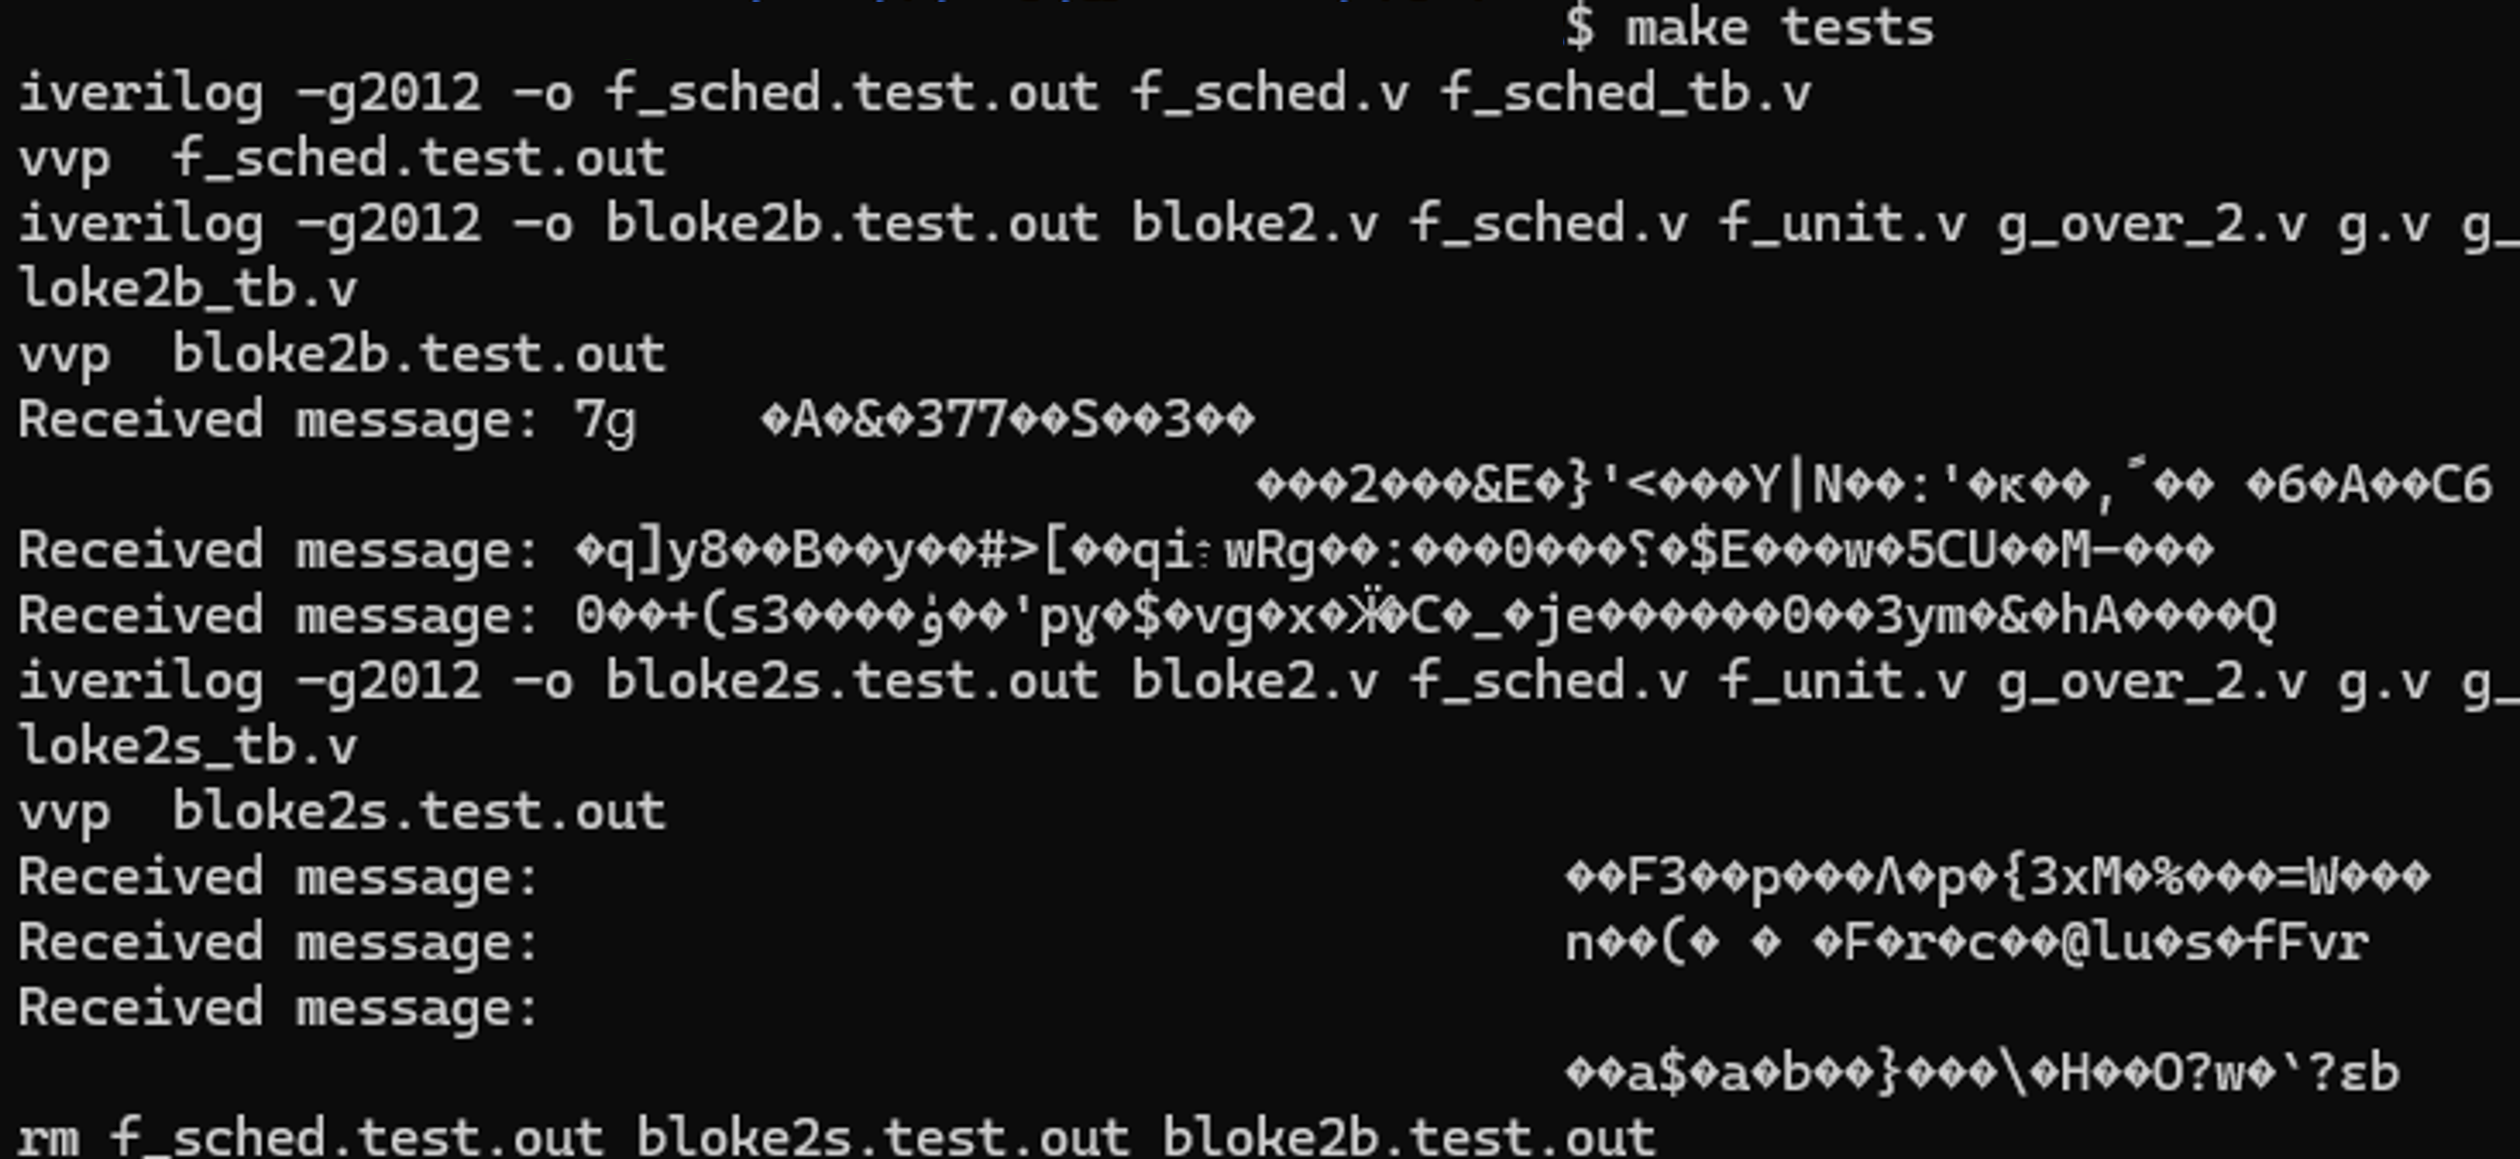 $ make tests
iverilog -g2012 -o f_sched.test.out f_sched.v f_sched_tb.v
vvp  f_sched.test.out
iverilog -g2012 -o bloke2b.test.out bloke2.v f_sched.v f_unit.v g_over_2.v g.v g_
loke2b_tb.v
vvp  bloke2b.test.out
Received message: 7g    �A�&�377��S��3��
���2���&E�}'<���Y|N��:'�κ��, �� �6�A��C6
Received message: �q]y8��B��y��#>[��qi wRg��:���0���؟�$E���w�5CU��M−���
Received message: 0��+(s3����ۏ��'pɣ�$�vg�x�Ӝ�C�_�je������0��3ym�&�hA����Q
iverilog -g2012 -o bloke2s.test.out bloke2.v f_sched.v f_unit.v g_over_2.v g.v g_
loke2s_tb.v
vvp  bloke2s.test.out
Received message: ��F3��p���Λ�p�{3xM�%���=W���
Received message: n��(� � �F�r�c��@lu�s�fFvr
Received message:
��a$�a�b��}���\�H��O?w�‵?εb
rm f_sched.test.out bloke2s.test.out bloke2b.test.out